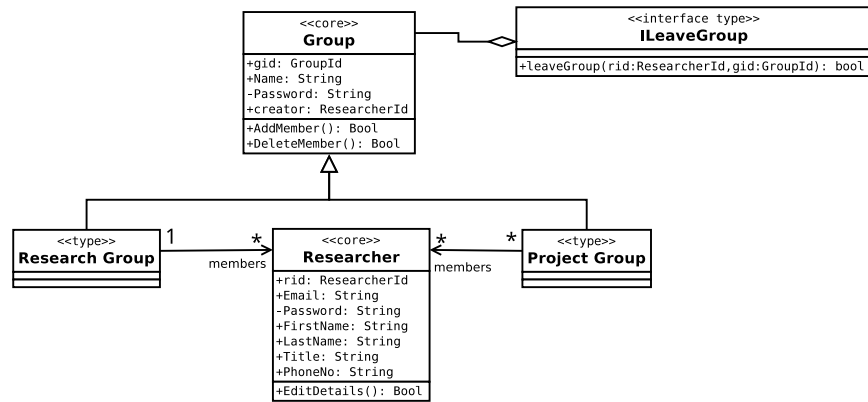 <<core>>
Group
+gid: GroupId
+Name: String
-Password: String
+creator: ResearcherId
+AddMember(): Bool
+DeleteMember(): Bool
<<interface type>>
ILeaveGroup
+leaveGroup(rid:ResearcherId,gid:GroupId): bool
<<type>>
Research Group
1
*
members
<<core>>
Researcher
+rid: ResearcherId
+Email: String
-Password: String
+FirstName: String
+LastName: String
+Title: String
+PhoneNo: String
+EditDetails(): Bool
*
members
*
<<type>>
Project Group